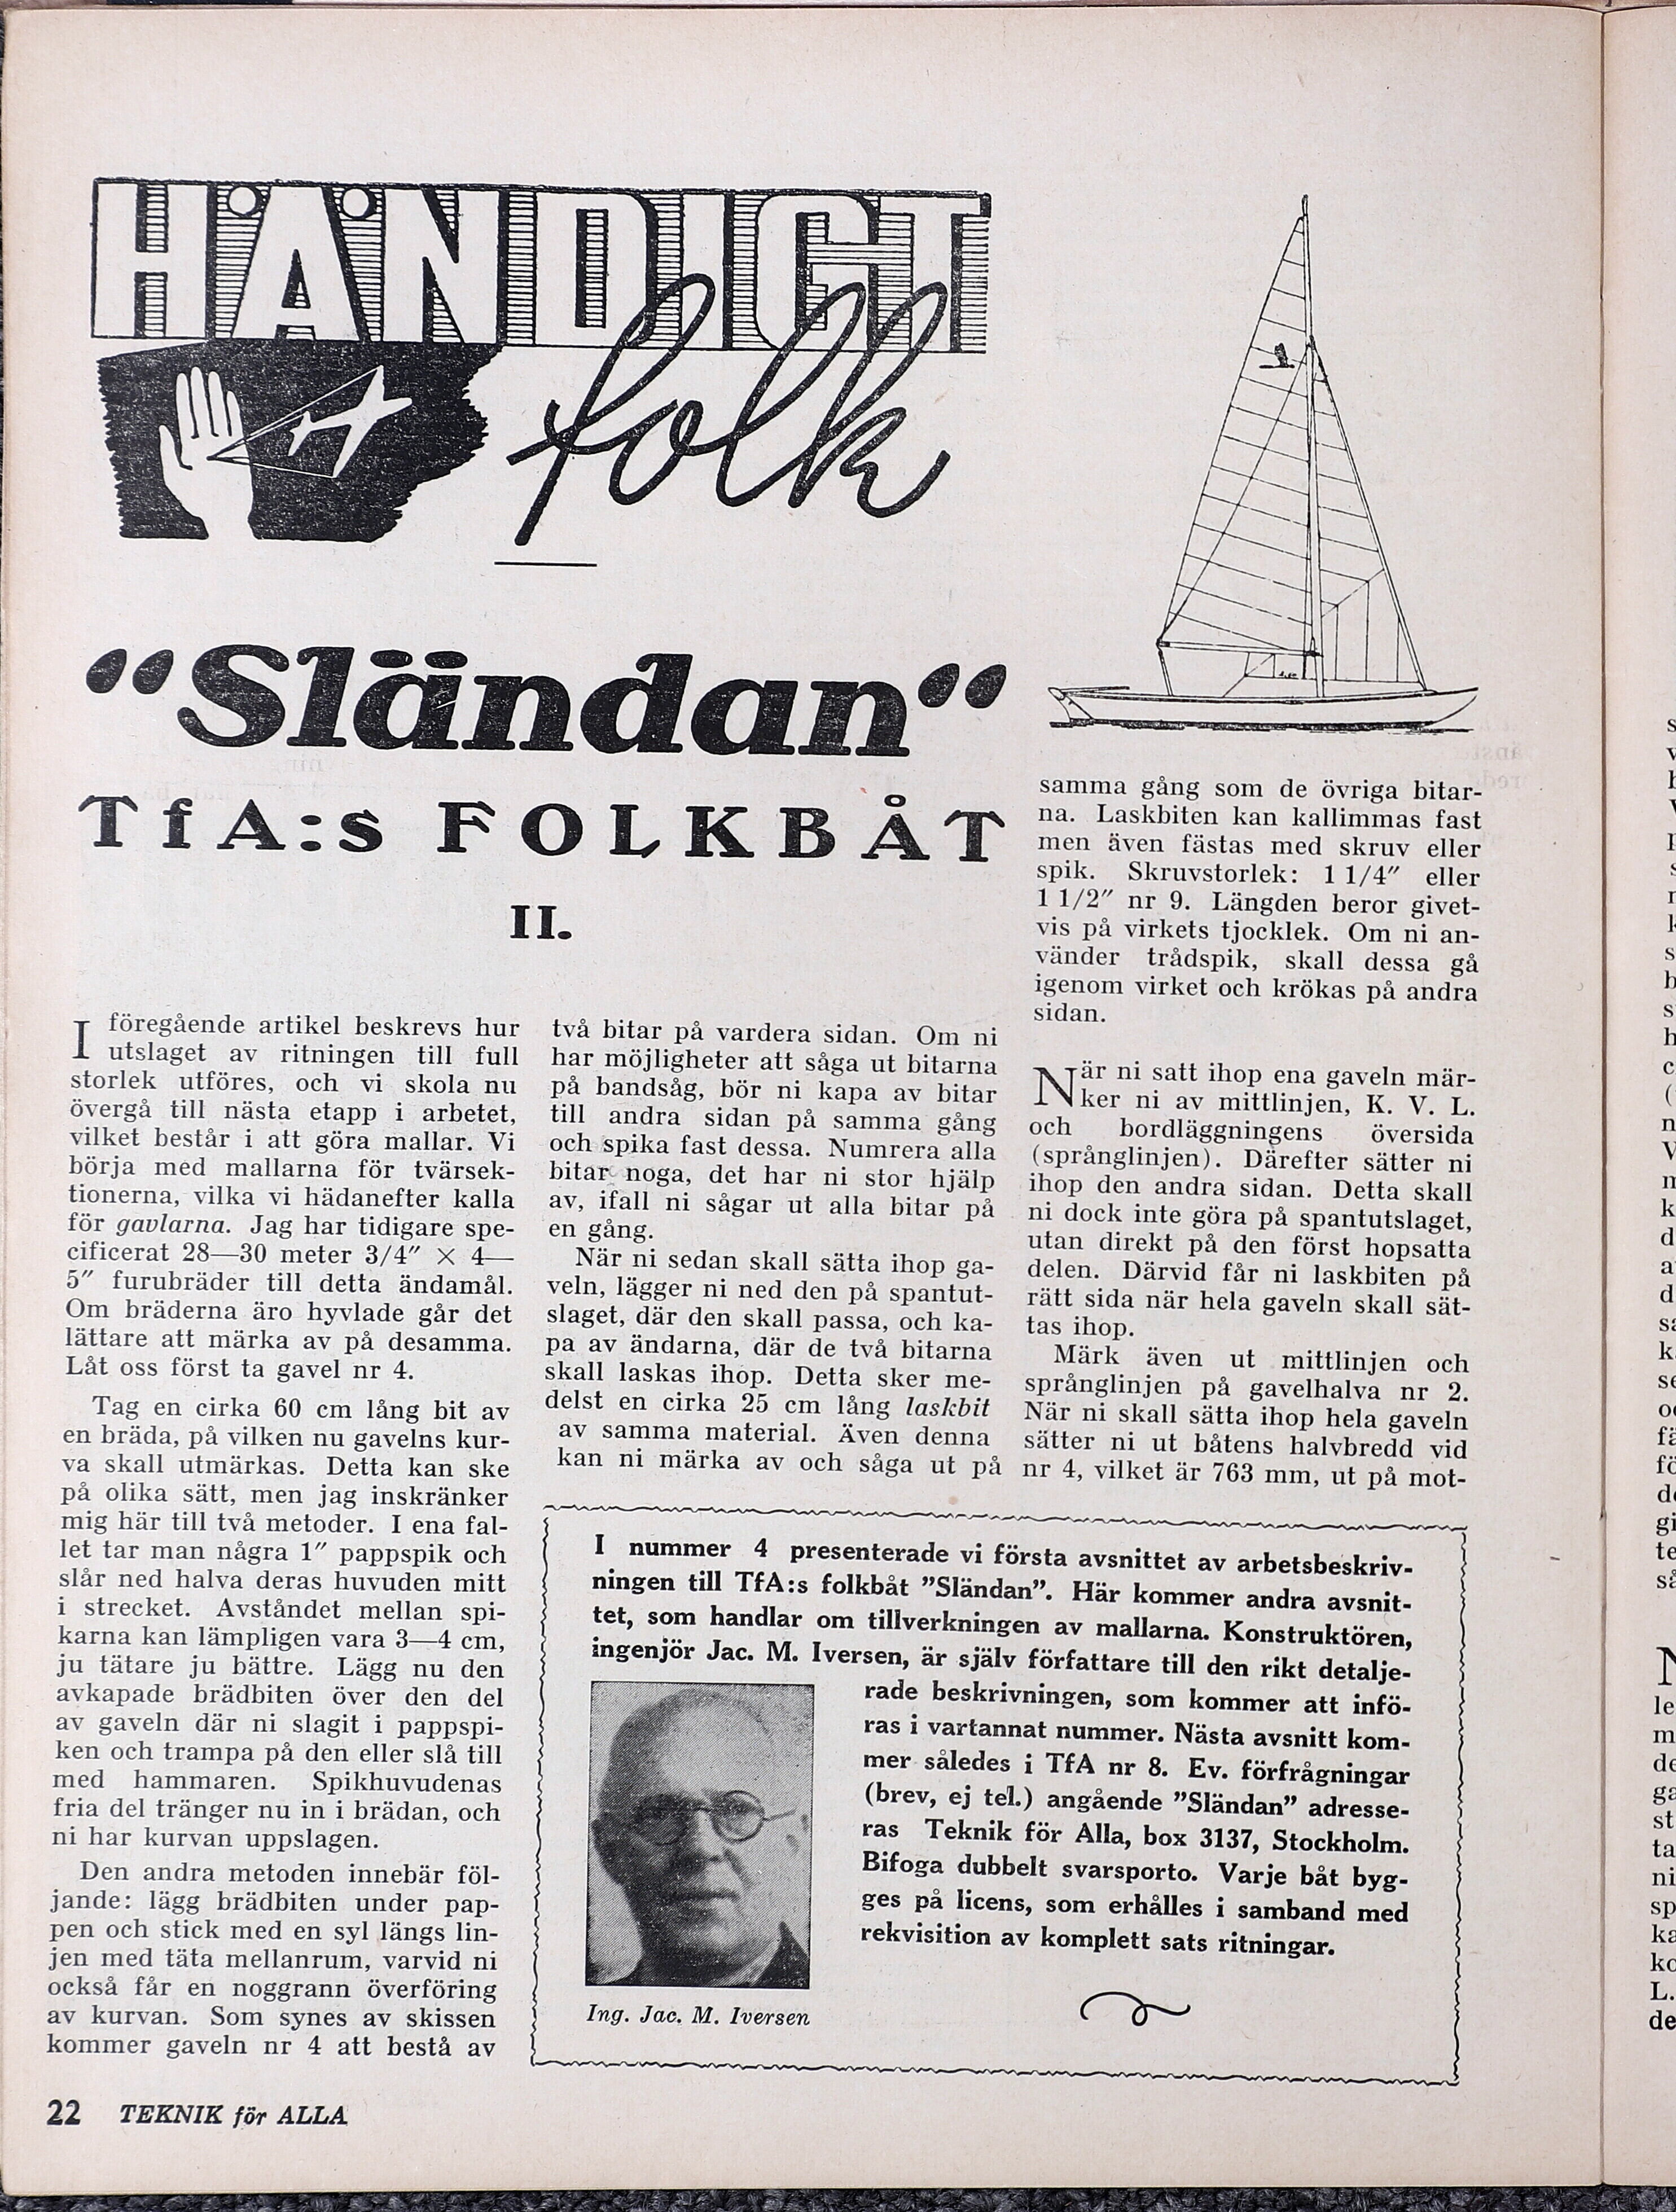 HÄNDIGT
folk
"Sländan"
TfA:s FOLKBÅT
II.
I föregående artikel beskrevs hur
utslaget av ritningen till full
storlek utföres, och vi skola nu
övergå till nästa etapp i arbetet,
vilket består i att göra mallar. Vi
börja med mallarna för tvärsek-
tionerna, vilka vi hädanefter kalla
för gavlarna. Jag har tidigare spe-
cificerat 28—30 meter 3/4" × 4—
5" furubräder till detta ändamål.
Om bräderna äro hyvlade går det
lättare att märka av på desamma.
Låt oss först ta gavel nr 4.
Tag en cirka 60 cm lång bit av
en bräda, på vilken nu gavelns kur-
va skall utmärkas. Detta kan ske
på olika sätt, men jag inskränker
mig här till två metoder. I ena fal-
let tar man några 1" pappspik och
slår ned halva deras huvuden mitt
i strecket. Avståndet mellan spi-
karna kan lämpligen vara 3—4 cm,
ju tätare ju bättre. Lägg nu den
avkapade brädbiten över den del
av gaveln där ni slagit i pappspi-
ken och trampa på den eller slå till
med hammaren. Spikhuvudenas
fria del tränger nu in i brädan, och
ni har kurvan uppslagen.
Den andra metoden innebär föl-
jande: lägg brädbiten under pap-
pen och stick med en syl längs lin-
jen med täta mellanrum, varvid ni
också får en noggrann överföring
av kurvan. Som synes av skissen
kommer gaveln nr 4 att bestå av
två bitar på vardera sidan. Om ni
har möjligheter att såga ut bitarna
på bandsåg, bör ni kapa av bitar
till andra sidan på samma gång
och spika fast dessa. Numrera alla
bitar noga, det har ni stor hjälp
av, ifall ni sågar ut alla bitar på
en gång.
När ni sedan skall sätta ihop ga-
veln, lägger ni ned den på spantut-
slaget, där den skall passa, och ka-
pa av ändarna, där de två bitarna
skall laskas ihop. Detta sker me-
delst en cirka 25 cm lång laskbit
av samma material. Även denna
kan ni märka av och såga ut på
samma gång som de övriga bitar-
na. Laskbiten kan kallimmas fast
men även fästas med skruv eller
spik. Skruvstorlek: 1 1/4" eller
1 1/2" nr 9. Längden beror givet-
vis på virkets tjocklek. Om ni an-
vänder trådspik, skall dessa gå
igenom virket och krökas på andra
sidan.
När ni satt ihop ena gaveln mär-
ker ni av mittlinjen, K. V. L.
och bordläggningens översida
(språnglinjen). Därefter sätter ni
ihop den andra sidan. Detta skall
ni dock inte göra på spantutslaget,
utan direkt på den först hopsatta
delen. Därvid får ni laskbiten på
rätt sida när hela gaveln skall sät-
tas ihop.
Märk även ut mittlinjen och
språnglinjen på gavelhalva nr 2.
När ni skall sätta ihop hela gaveln
sätter ni ut båtens halvbredd vid
nr 4, vilket är 763 mm, ut på mot-
I nummer 4 presenterade vi första avsnittet av arbetsbeskriv-
ningen till TfA:s folkbåt "Sländan". Här kommer andra avsnit-
tet, som handlar om tillverkningen av mallarna. Konstruktören,
ingenjör Jac. M. Iversen, är själv författare till den rikt detalje-
rade beskrivningen, som kommer att infö-
ras i vartannat nummer. Nästa avsnitt kom-
mer således i TfA nr 8. Ev. förfrågningar
(brev, ej tel.) angående "Sländan" adresse-
ras Teknik för Alla, box 3137, Stockholm.
Bifoga dubbelt svarsporto. Varje båt byg-
ges på licens, som erhålles i samband med
rekvisition av komplett sats ritningar.
Ing. Jac. M. Iversen
22 TEKNIK för ALLA